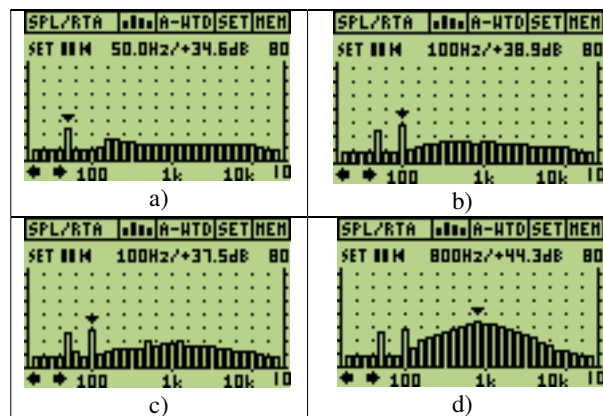 SPL/RTA A-WTD SET MEM
SET 50.0Hz/+34.6dB 80
100 1k 10k
a)
SPL/RTA A-WTD SET MEM
SET 100Hz/+38.9dB 80
100 1k 10k
b)
SPL/RTA A-WTD SET MEM
SET 100Hz/+37.5dB 80
100 1k 10k 10
c)
SPL/RTA A-WTD SET MEM
SET 800Hz/+44.3dB 80
100 1k 10k 10
d)